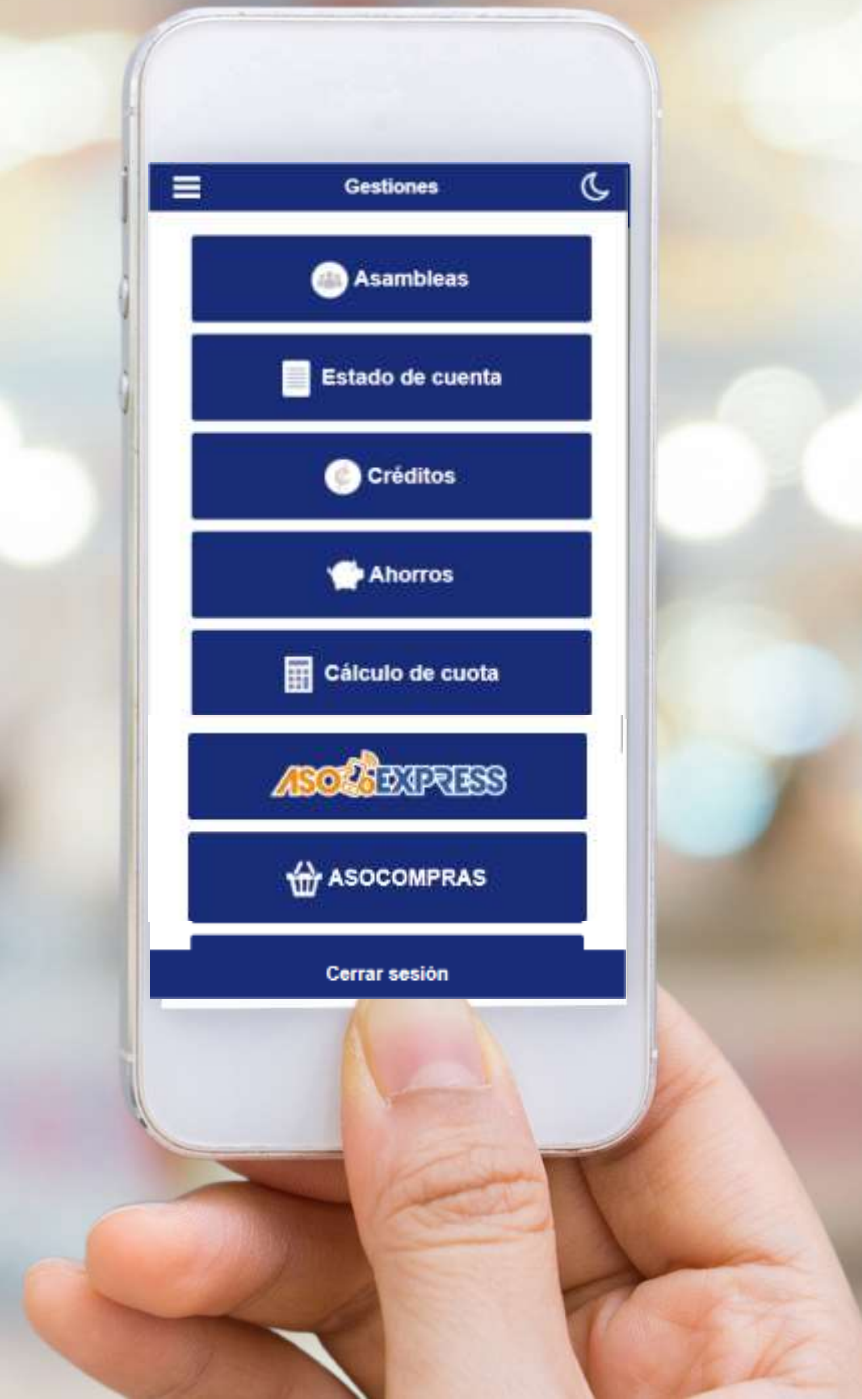 Gestiones
Asambleas
Estado de cuenta
Créditos
Ahorros
Cálculo de cuota
ASOEXPRESS
ASOCOMPRAS
Cerrar sesión